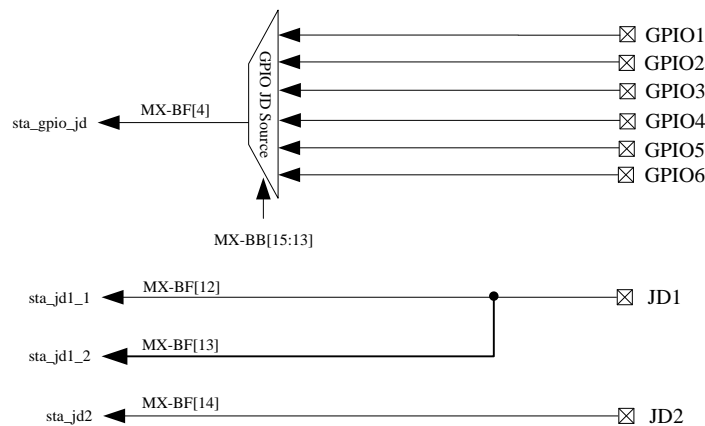 GPIO1
GPIO2
GPIO3
GPIO4
GPIO5
GPIO6
GPIO JD Source
sta_gpio_jd
MX-BF[4]
MX-BB[15:13]
sta_jd1_1
MX-BF[12]
JD1
sta_jd1_2
MX-BF[13]
sta_jd2
MX-BF[14]
JD2